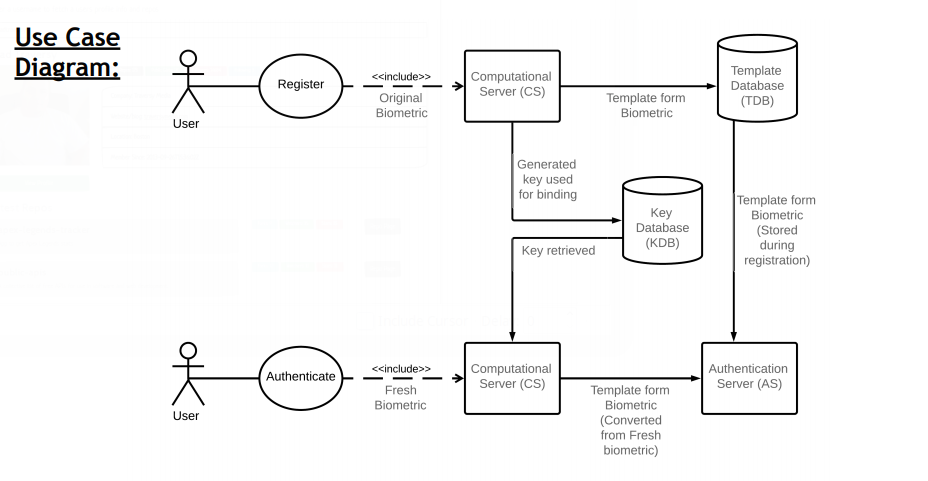 Use Case
Diagram:
User
Register
<<include>>
Original
Biometric
Computational
Server (CS)
Template form
Biometric
Template
Database
(TDB)
Generated
key used
for binding
Key
Database
(KDB)
Key retrieved
Template form
Biometric
(Stored
during
registration)
User
Authenticate
<<include>>
Fresh
Biometric
Computational
Server (CS)
Template form
Biometric
(Converted
from Fresh
biometric)
Authentication
Server (AS)